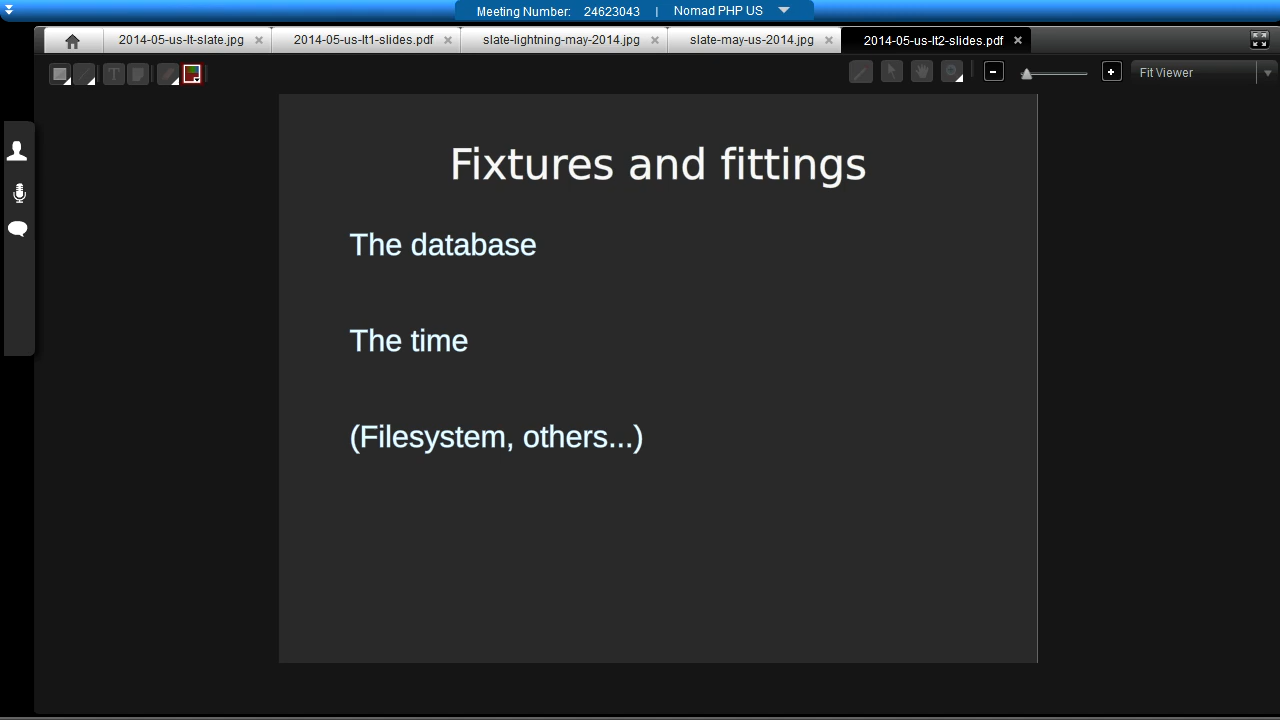 Meeting Number: 24623043 | Nomad PHP US
2014-05-us-lt-slate.jpg
2014-05-us-lt1-slides.pdf
slate-lightning-may-2014.jpg
slate-may-us-2014.jpg
2014-05-us-lt2-slides.pdf
T
Fit Viewer
Fixtures and fittings
The database
The time
(Filesystem, others...)